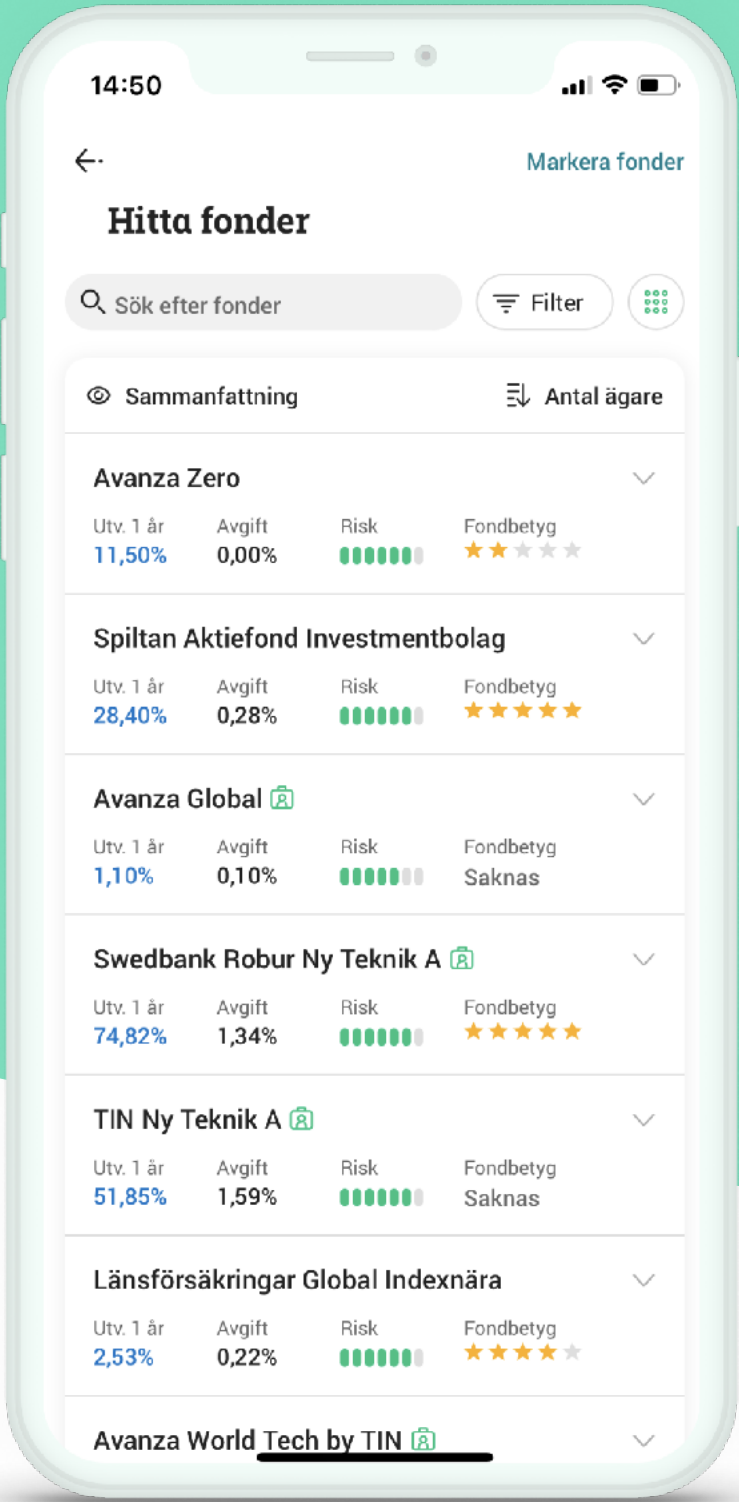 14:50
Markera fonder
Hitta fonder
Sök efter fonder
Filter
Sammanfattning
Antal ägare
Avanza Zero
Utv. 1 år Avgift Risk Fondbetyg
11,50% 0,00%
Spiltan Aktiefond Investmentbolag
Utv. 1 år Avgift Risk Fondbetyg
28,40% 0,28%
Avanza Global
Utv. 1 år Avgift Risk Fondbetyg
1,10% 0,10% Saknas
Swedbank Robur Ny Teknik A
Utv. 1 år Avgift Risk Fondbetyg
74,82% 1,34%
TIN Ny Teknik A
Utv. 1 år Avgift Risk Fondbetyg
51,85% 1,59% Saknas
Länsförsäkringar Global Indexnära
Utv. 1 år Avgift Risk Fondbetyg
2,53% 0,22%
Avanza World Tech by TIN